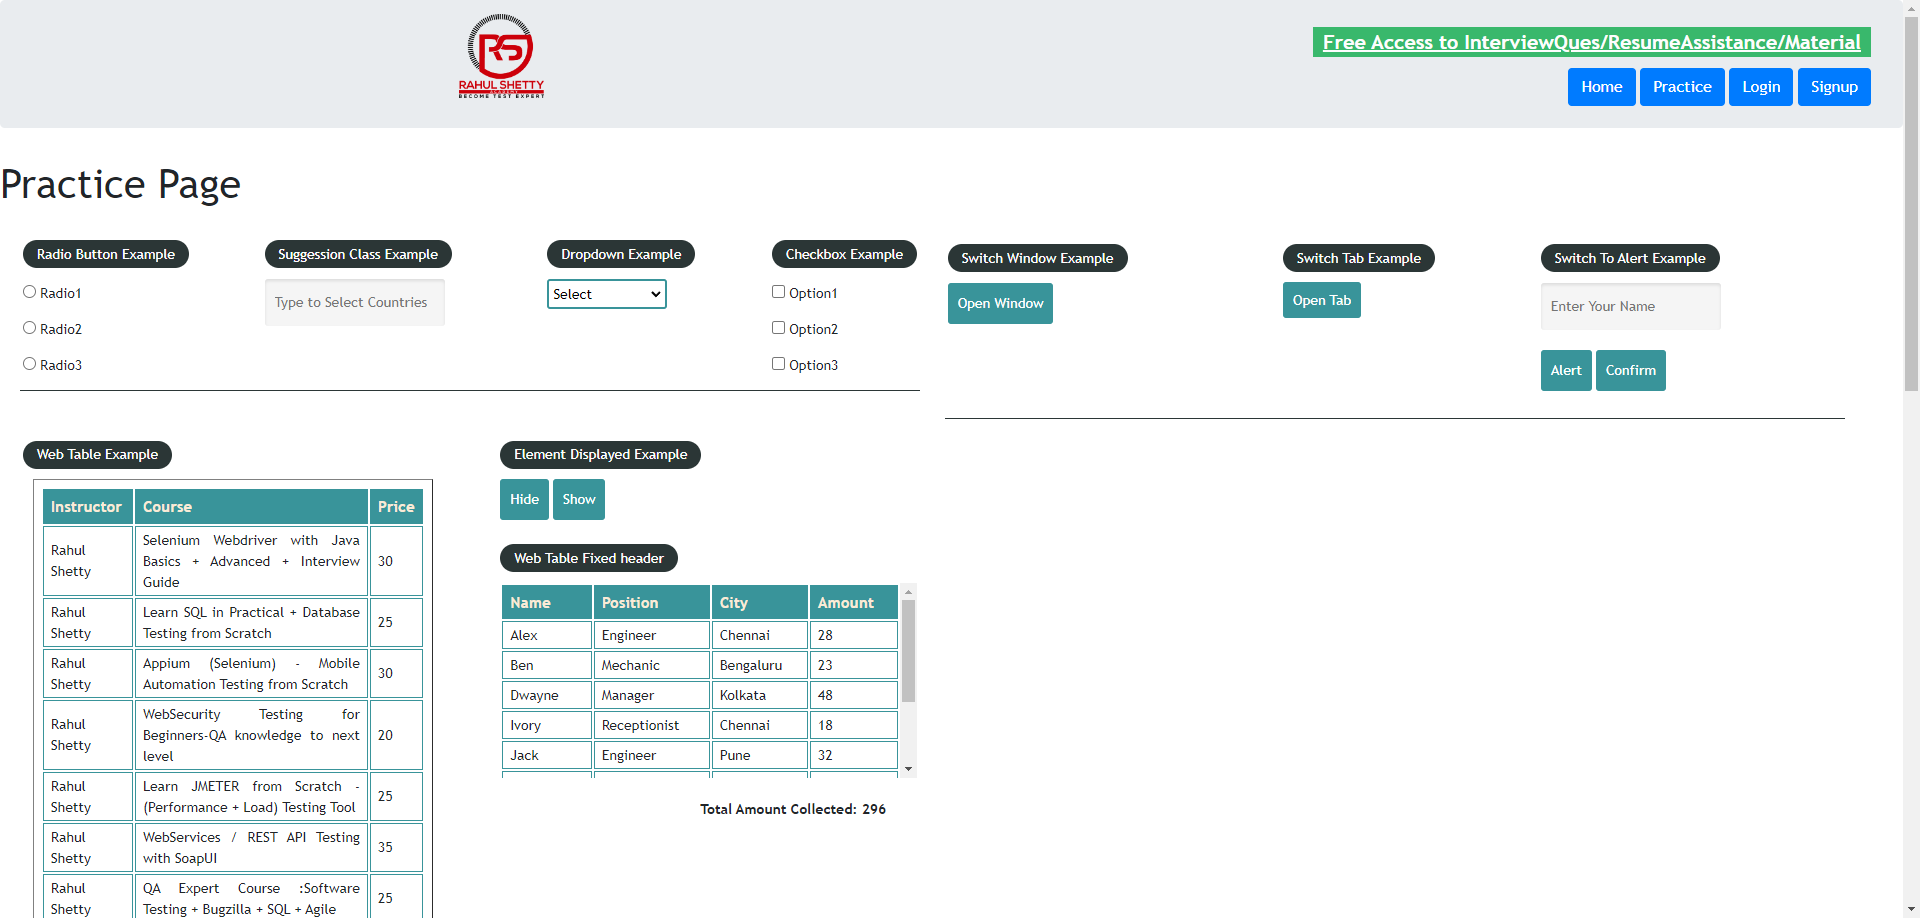 RS
RAHUL SHETTY
ACADEMY
BECOME TEST EXPERT
Free Access to InterviewQues/ResumeAssistance/Material
Home Practice Login Signup
Practice Page
Radio Button Example
Radio1
Radio2
Radio3
Suggession Class Example
Type to Select Countries
Dropdown Example
Select
Checkbox Example
Option1
Option2
Option3
Switch Window Example
Open Window
Switch Tab Example
Open Tab
Switch To Alert Example
Enter Your Name
Alert Confirm
Web Table Example
Instructor Course Price
Rahul Shetty Selenium Webdriver with Java Basics + Advanced + Interview Guide 30
Rahul Shetty Learn SQL in Practical + Database Testing from Scratch 25
Rahul Shetty Appium (Selenium) - Mobile Automation Testing from Scratch 30
Rahul Shetty WebSecurity Testing for Beginners-QA knowledge to next level 20
Rahul Shetty Learn JMETER from Scratch - (Performance + Load) Testing Tool 25
Rahul Shetty WebServices / REST API Testing with SoapUI 35
Rahul Shetty QA Expert Course :Software Testing + Bugzilla + SQL + Agile 25
Element Displayed Example
Hide Show
Web Table Fixed header
Name Position City Amount
Alex Engineer Chennai 28
Ben Mechanic Bengaluru 23
Dwayne Manager Kolkata 48
Ivory Receptionist Chennai 18
Jack Engineer Pune 32
Total Amount Collected: 296